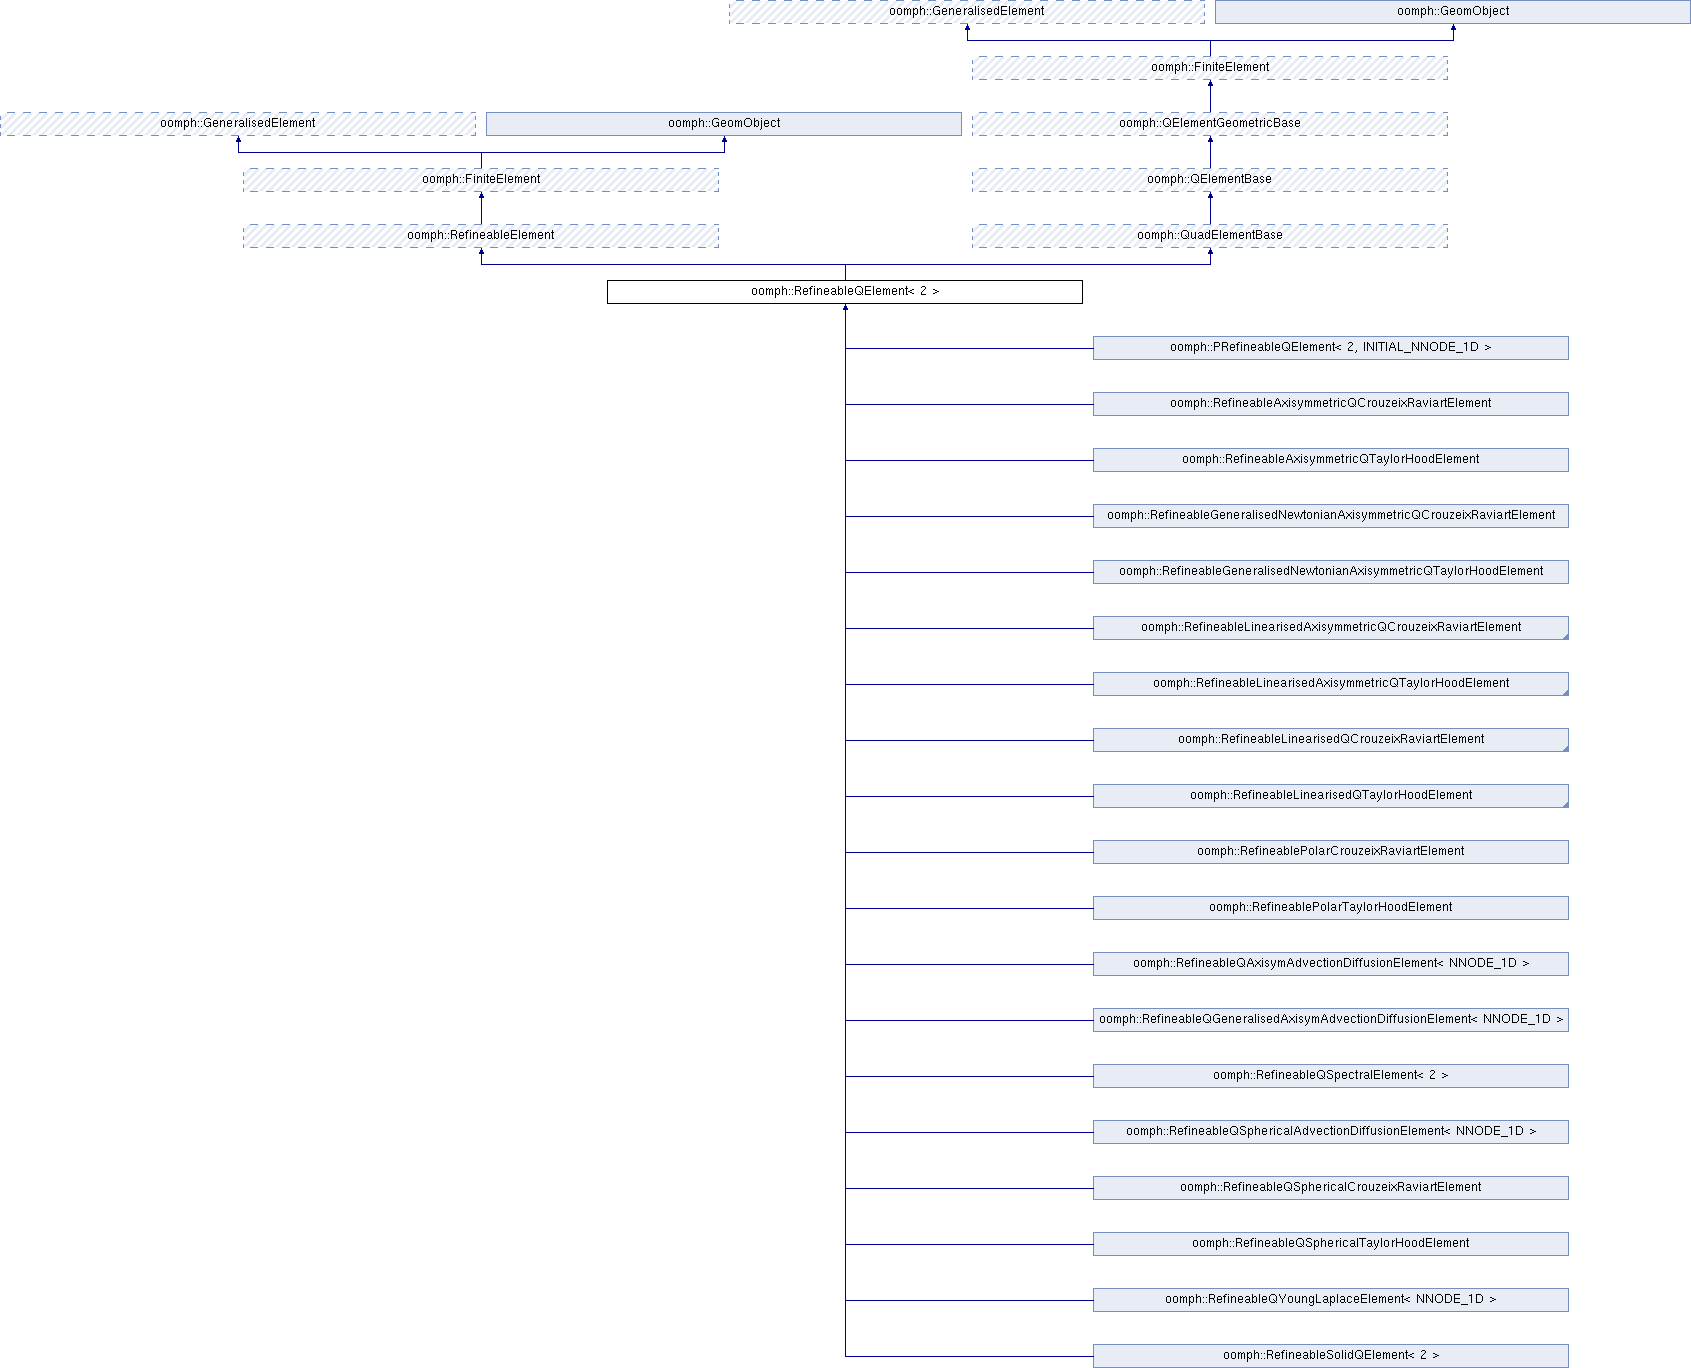 oomph::GeneralisedElement
oomph::GeomObject
oomph::FiniteElement
oomph::GeneralisedElement
oomph::GeomObject
oomph::QElementGeometricBase
oomph::FiniteElement
oomph::QElementBase
oomph::RefineableElement
oomph::QuadElementBase
oomph::RefineableQElement< 2 >
oomph::PRefineableQElement< 2, INITIAL_NNODE_1D >
oomph::RefineableAxisymmetricQCrouzeixRaviartElement
oomph::RefineableAxisymmetricQTaylorHoodElement
oomph::RefineableGeneralisedNewtonianAxisymmetricQCrouzeixRaviartElement
oomph::RefineableGeneralisedNewtonianAxisymmetricQTaylorHoodElement
oomph::RefineableLinearisedAxisymmetricQCrouzeixRaviartElement
oomph::RefineableLinearisedAxisymmetricQTaylorHoodElement
oomph::RefineableLinearisedQCrouzeixRaviartElement
oomph::RefineableLinearisedQTaylorHoodElement
oomph::RefineablePolarCrouzeixRaviartElement
oomph::RefineablePolarTaylorHoodElement
oomph::RefineableQAxisymAdvectionDiffusionElement< NNODE_1D >
oomph::RefineableQGeneralisedAxisymAdvectionDiffusionElement< NNODE_1D >
oomph::RefineableQSpectralElement< 2 >
oomph::RefineableQSphericalAdvectionDiffusionElement< NNODE_1D >
oomph::RefineableQSphericalCrouzeixRaviartElement
oomph::RefineableQSphericalTaylorHoodElement
oomph::RefineableQYoungLaplaceElement< NNODE_1D >
oomph::RefineableSolidQElement< 2 >